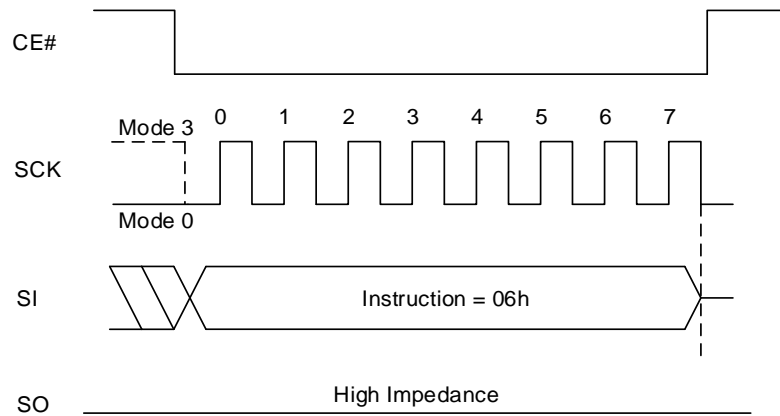 CE#
Mode 3
0 1 2 3 4 5 6 7
SCK
Mode 0
SI
Instruction = 06h
SO
High Impedance